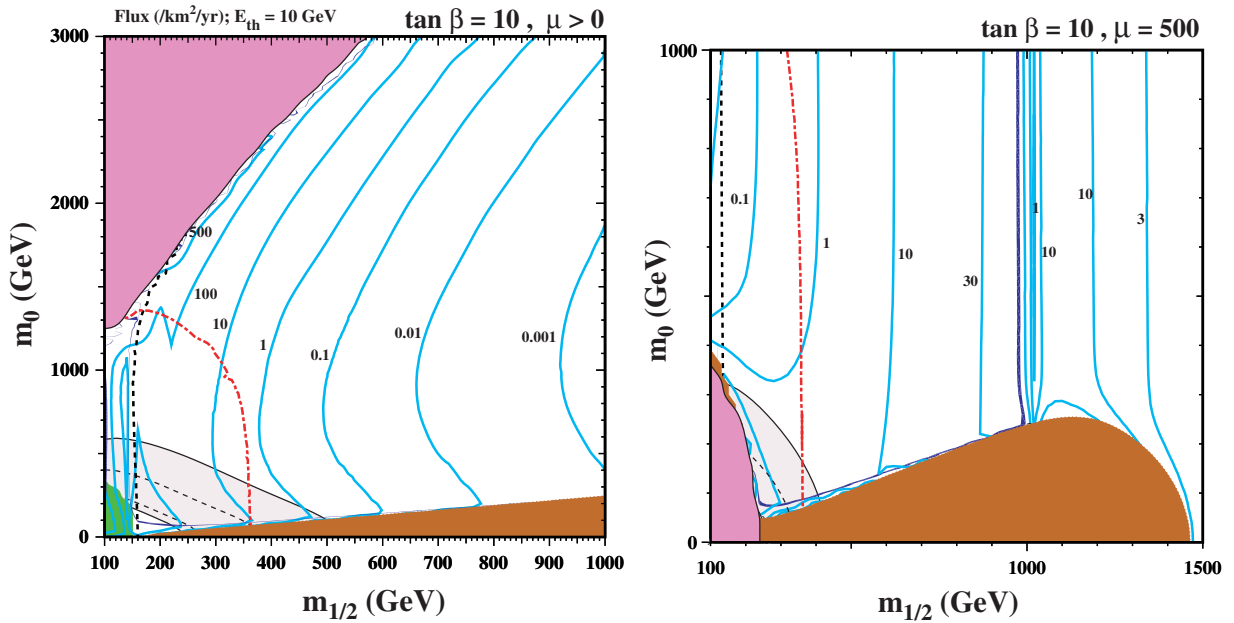 Flux (/km²/yr); E_th = 10 GeV
tan β = 10 , μ > 0
3000
2000
1000
0
m₀ (GeV)
500
100
10
1
0.1
0.01
0.001
100 200 300 400 500 600 700 800 900 1000
m₁/₂ (GeV)
tan β = 10 , μ = 500
1000
0
m₀ (GeV)
0.1
1
10
30
1
10
10
3
100 1000 1500
m₁/₂ (GeV)